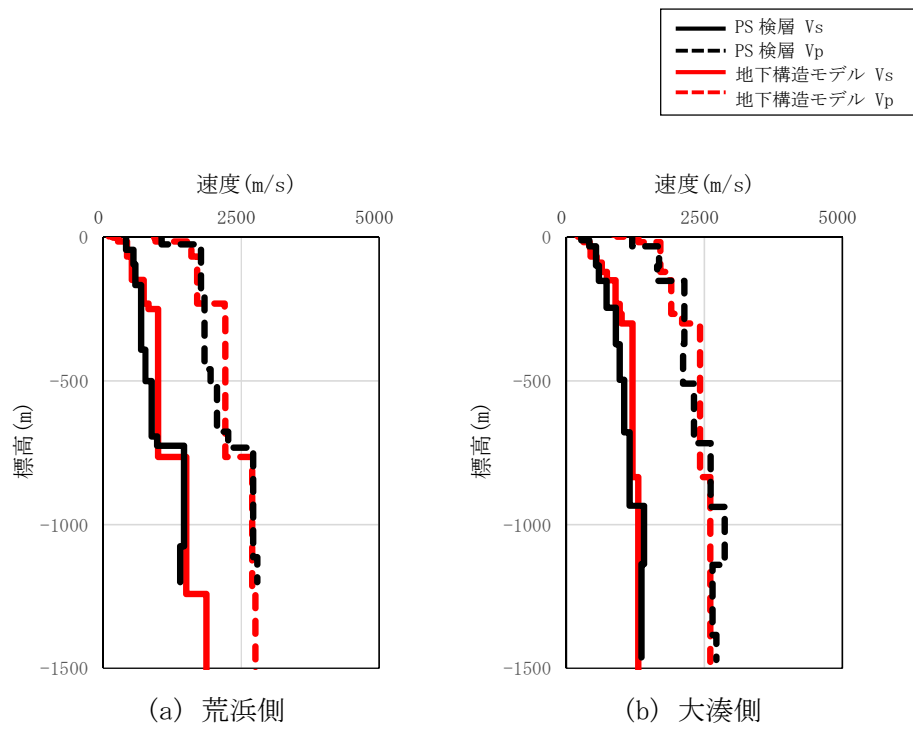 PS 検層 Vs
PS 検層 Vp
地下構造モデル Vs
地下構造モデル Vp
速度(m/s)
0 2500 5000
標高(m)
0
-500
-1000
-1500
(a) 荒浜側
速度(m/s)
0 2500 5000
標高(m)
0
-500
-1000
-1500
(b) 大湊側